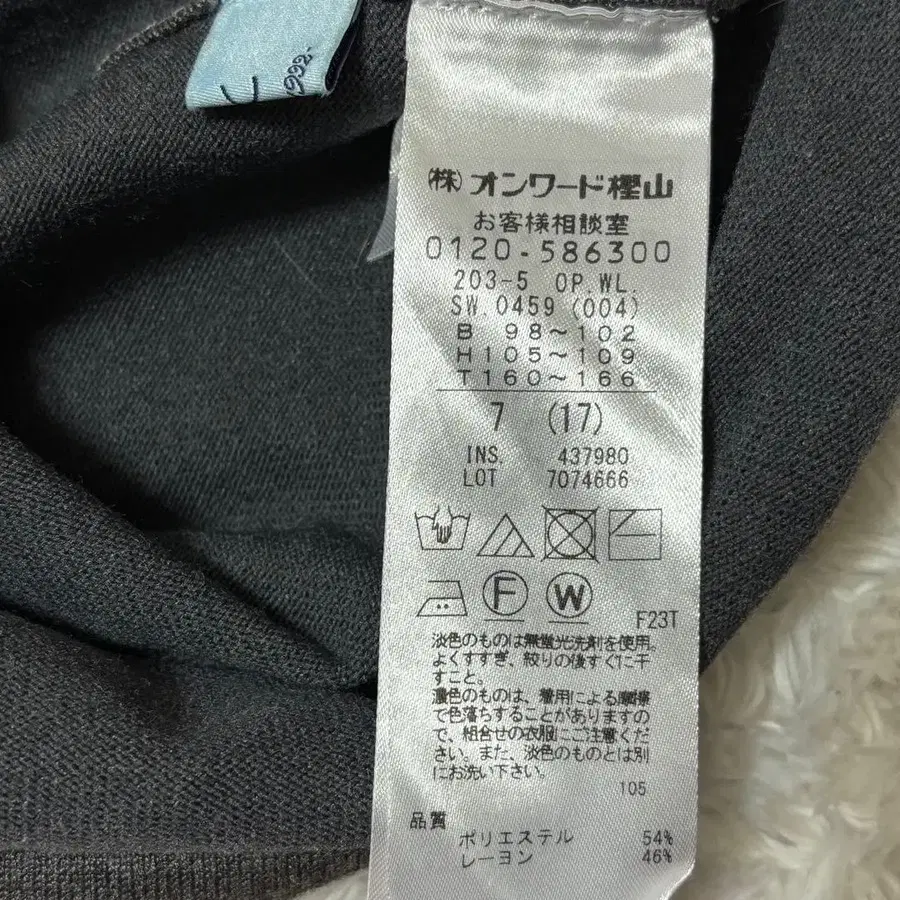 1992.
(株)オンワード樫山
お客様相談室
0120-586300
203-5 OP.WL.
SW.0459 (004)
B 98〜102
H105〜109
T160〜166
7 (17)
INS 437980
LOT 7074666
F W
F23T
淡色のものは無蛍光洗剤を使用。
よくすすぎ、絞りの後すぐに干
すこと。
濃色のものは、着用による摩擦
で色落ちすることがありますの
で、組合せの衣服にご注意くだ
さい。また、淡色のものとは別
にお洗い下さい。
105
品質
ポリエステル 54%
レーヨン 46%